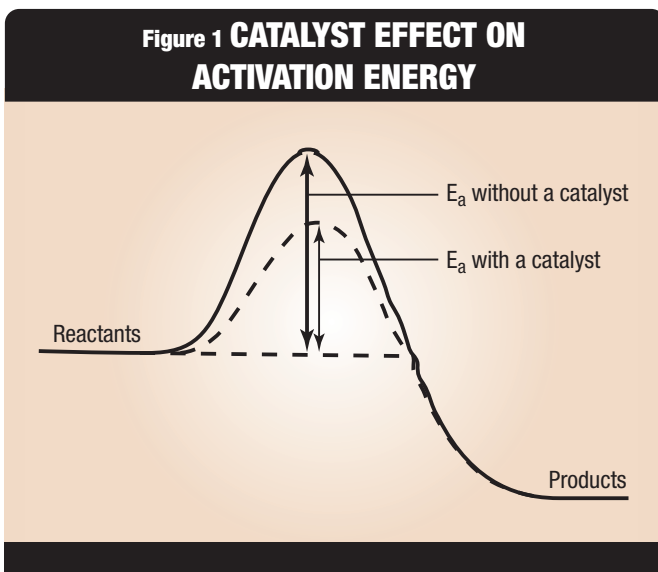 Figure 1 CATALYST EFFECT ON
ACTIVATION ENERGY
Eₐ without a catalyst
Eₐ with a catalyst
Reactants
Products